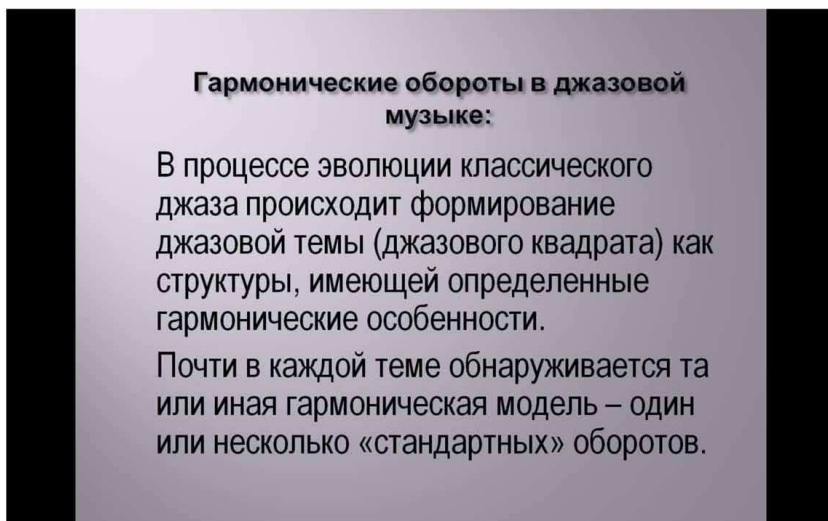 Гармонические обороты в джазовой
музыке:
В процессе эволюции классического
джаза происходит формирование
джазовой темы (джазового квадрата) как
структуры, имеющей определенные
гармонические особенности.
Почти в каждой теме обнаруживается та
или иная гармоническая модель – один
или несколько «стандартных» оборотов.